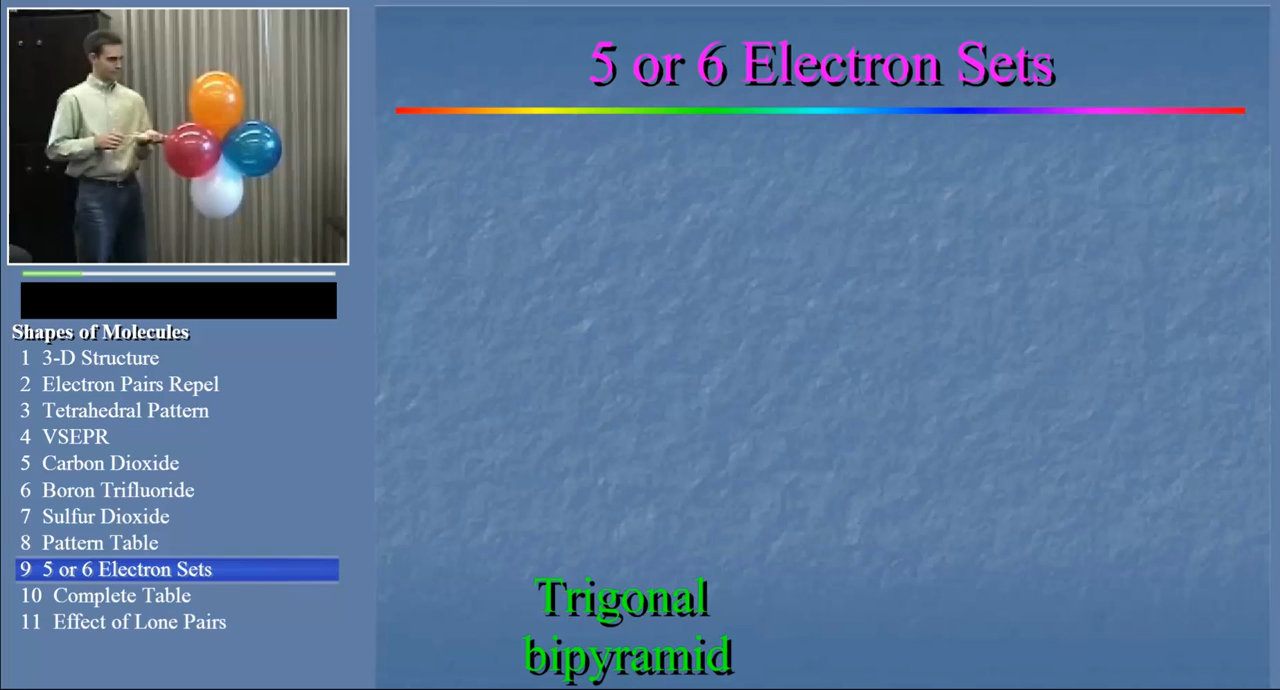 5 or 6 Electron Sets
Shapes of Molecules
1 3-D Structure
2 Electron Pairs Repel
3 Tetrahedral Pattern
4 VSEPR
5 Carbon Dioxide
6 Boron Trifluoride
7 Sulfur Dioxide
8 Pattern Table
9 5 or 6 Electron Sets
10 Complete Table
11 Effect of Lone Pairs
Trigonal
bipyramid